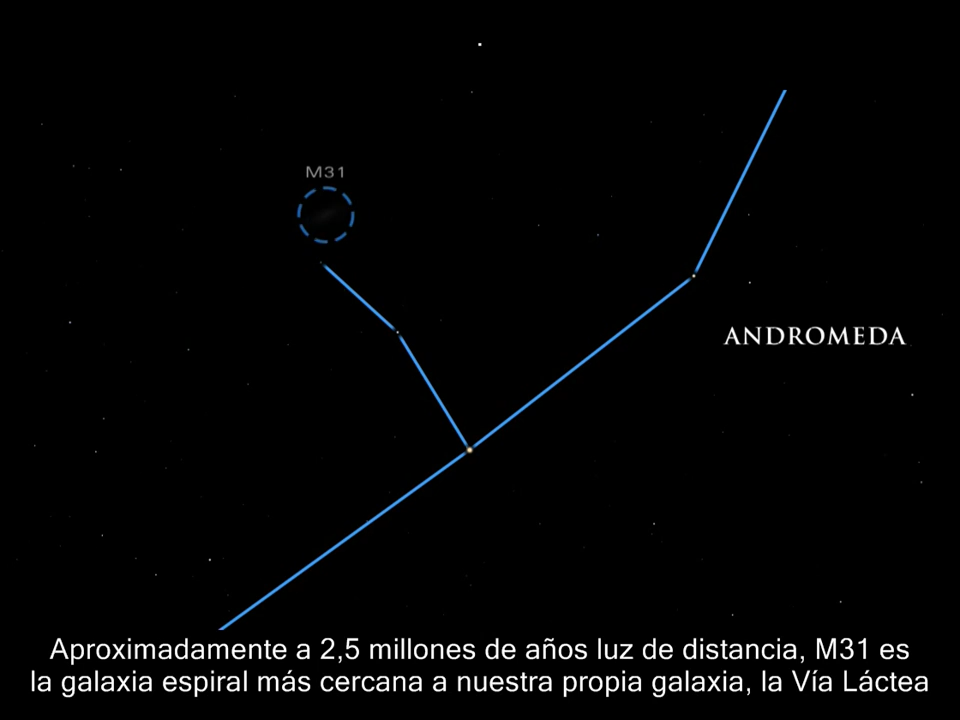 .
M31
ANDROMEDA
Aproximadamente a 2,5 millones de años luz de distancia, M31 es
la galaxia espiral más cercana a nuestra propia galaxia, la Vía Láctea